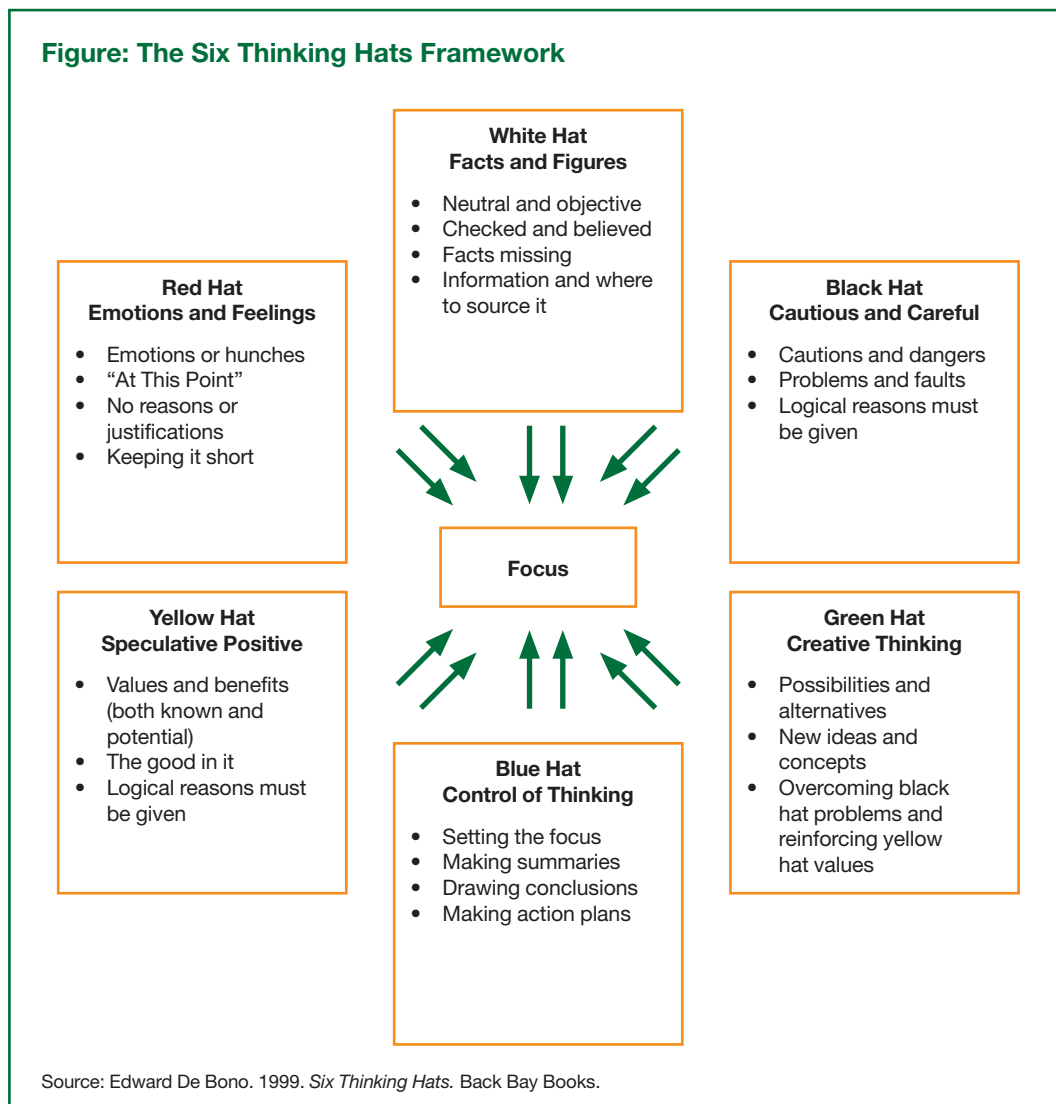 Figure: The Six Thinking Hats Framework
White Hat
Facts and Figures
• Neutral and objective
• Checked and believed
• Facts missing
• Information and where
to source it
Red Hat
Emotions and Feelings
• Emotions or hunches
• “At This Point”
• No reasons or
justifications
• Keeping it short
Black Hat
Cautious and Careful
• Cautions and dangers
• Problems and faults
• Logical reasons must
be given
Focus
Yellow Hat
Speculative Positive
• Values and benefits
(both known and
potential)
• The good in it
• Logical reasons must
be given
Blue Hat
Control of Thinking
• Setting the focus
• Making summaries
• Drawing conclusions
• Making action plans
Green Hat
Creative Thinking
• Possibilities and
alternatives
• New ideas and
concepts
• Overcoming black
hat problems and
reinforcing yellow
hat values
Source: Edward De Bono. 1999. Six Thinking Hats. Back Bay Books.